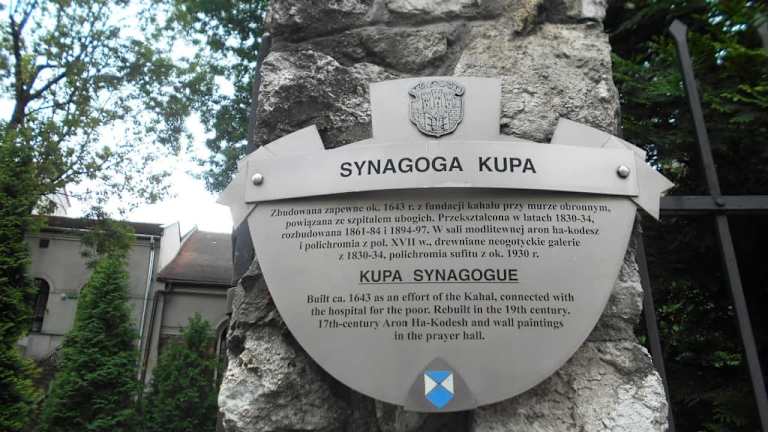 SYNAGOGA KUPA
Zbudowana zapewne ok. 1643 r. z fundacji kahału przy murze obronnym,
powiązana ze szpitalem ubogich. Przekształcona w latach 1830-34,
rozbudowana 1861-84 i 1894-97. W sali modlitewnej aron ha-kodesz
i polichromia z poł. XVII w., drewniane neogotyckie galerie
z 1830-34, polichromia sufitu z ok. 1930 r.
KUPA SYNAGOGUE
Built ca. 1643 as an effort of the Kahal, connected with
the hospital for the poor. Rebuilt in the 19th century.
17th-century Aron Ha-Kodesh and wall paintings
in the prayer hall.